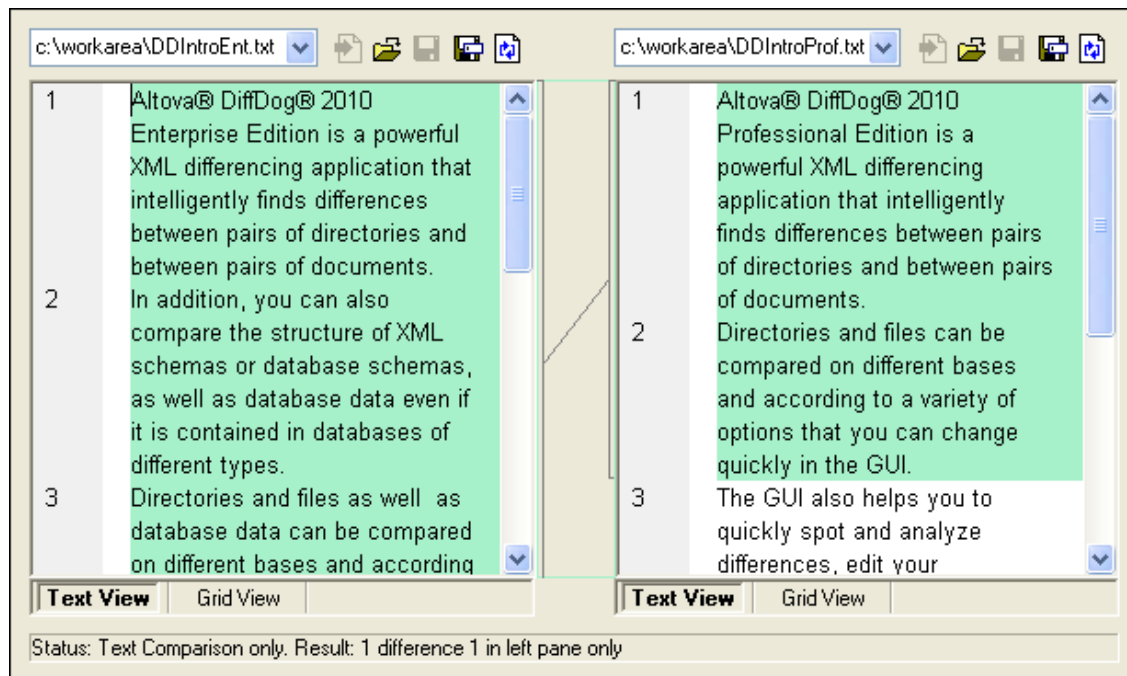 c:\workarea\DDIntroEnt.txt
1 Altova® DiffDog® 2010
Enterprise Edition is a powerful
XML differencing application that
intelligently finds differences
between pairs of directories and
between pairs of documents.
2 In addition, you can also
compare the structure of XML
schemas or database schemas,
as well as database data even if
it is contained in databases of
different types.
3 Directories and files as well  as
database data can be compared
on different bases and according
Text View Grid View
c:\workarea\DDIntroProf.txt
1 Altova® DiffDog® 2010
Professional Edition is a
powerful XML differencing
application that intelligently
finds differences between pairs
of directories and between pairs
of documents.
2 Directories and files can be
compared on different bases
and according to a variety of
options that you can change
quickly in the GUI.
3 The GUI also helps you to
quickly spot and analyze
differences, edit your
Text View Grid View
Status: Text Comparison only. Result: 1 difference 1 in left pane only